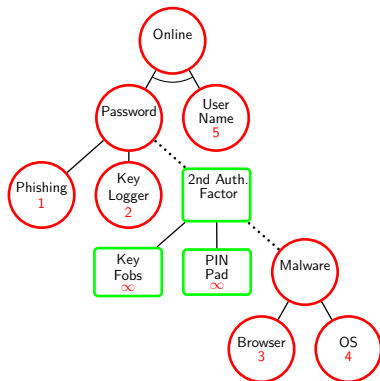 Online
Password
User
Name
5
Phishing
1
Key
Logger
2
2nd Auth.
Factor
Key
Fobs
∞
PIN
Pad
∞
Malware
Browser
3
OS
4